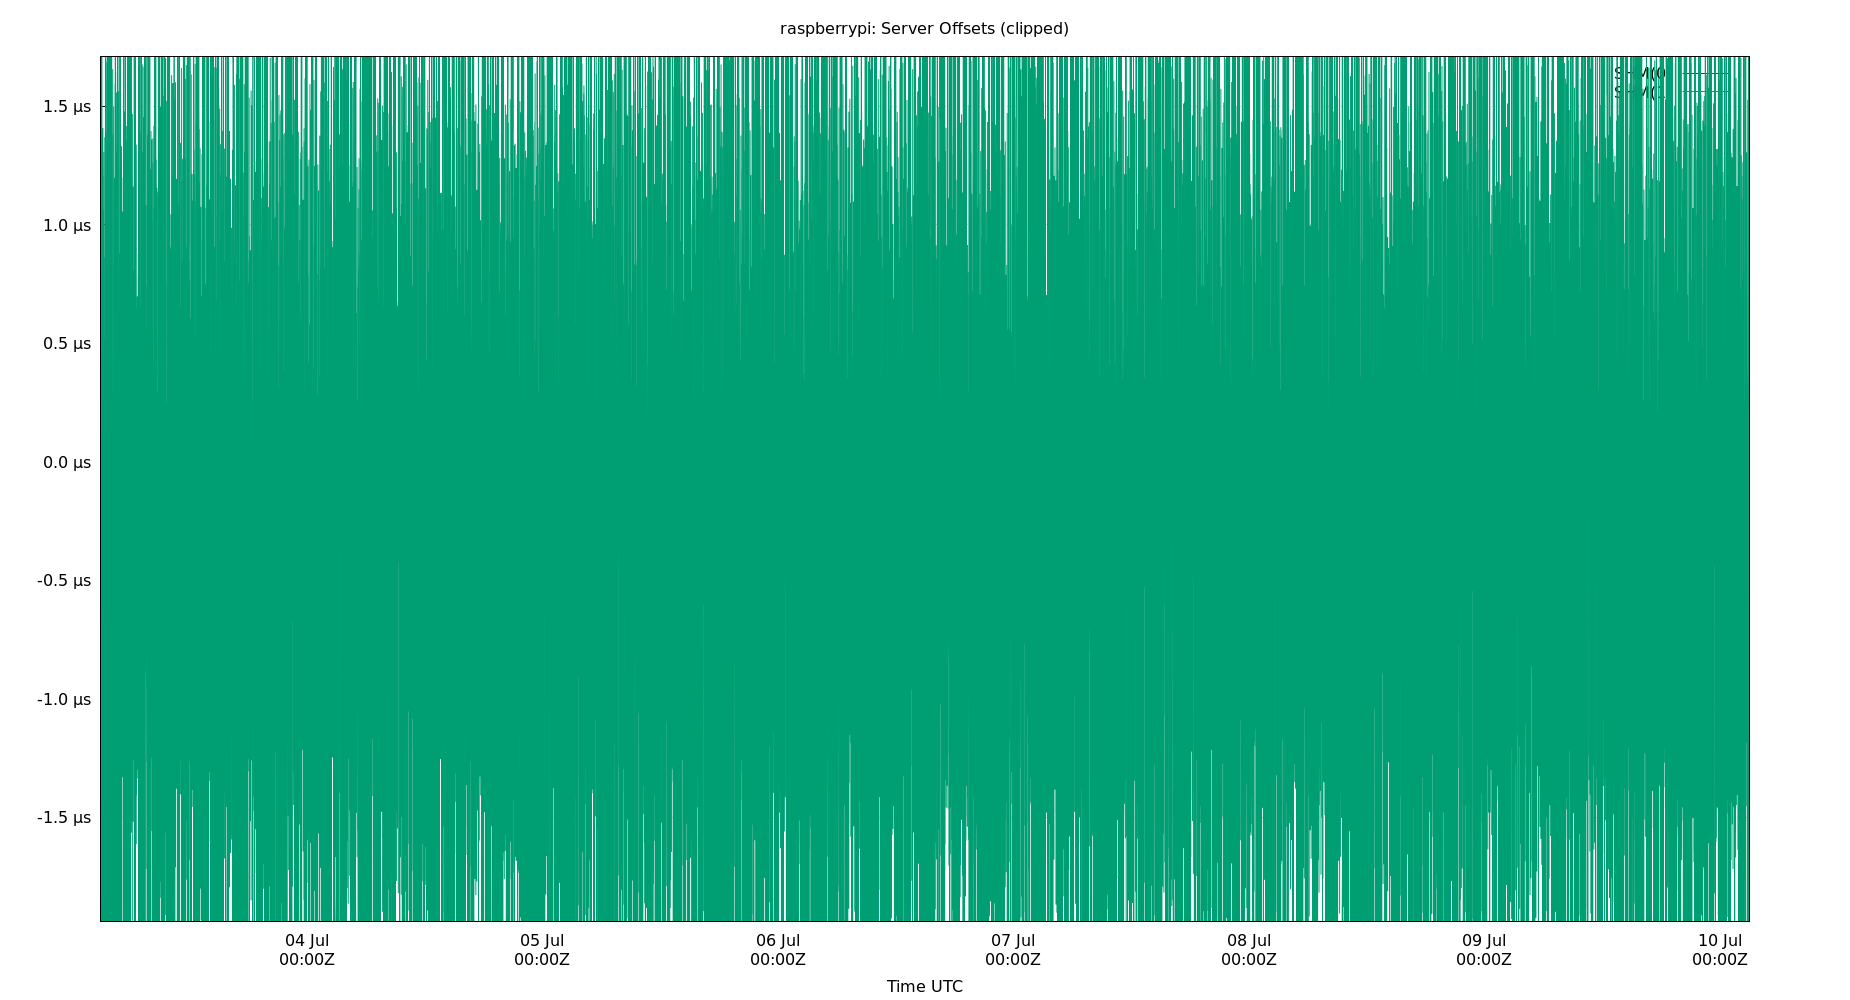 raspberrypi: Server Offsets (clipped)
1.5 µs
1.0 µs
0.5 µs
0.0 µs
-0.5 µs
-1.0 µs
-1.5 µs
04 Jul 05 Jul 06 Jul 07 Jul 08 Jul 09 Jul 10 Jul
00:00Z 00:00Z 00:00Z 00:00Z 00:00Z 00:00Z 00:00Z
Time UTC